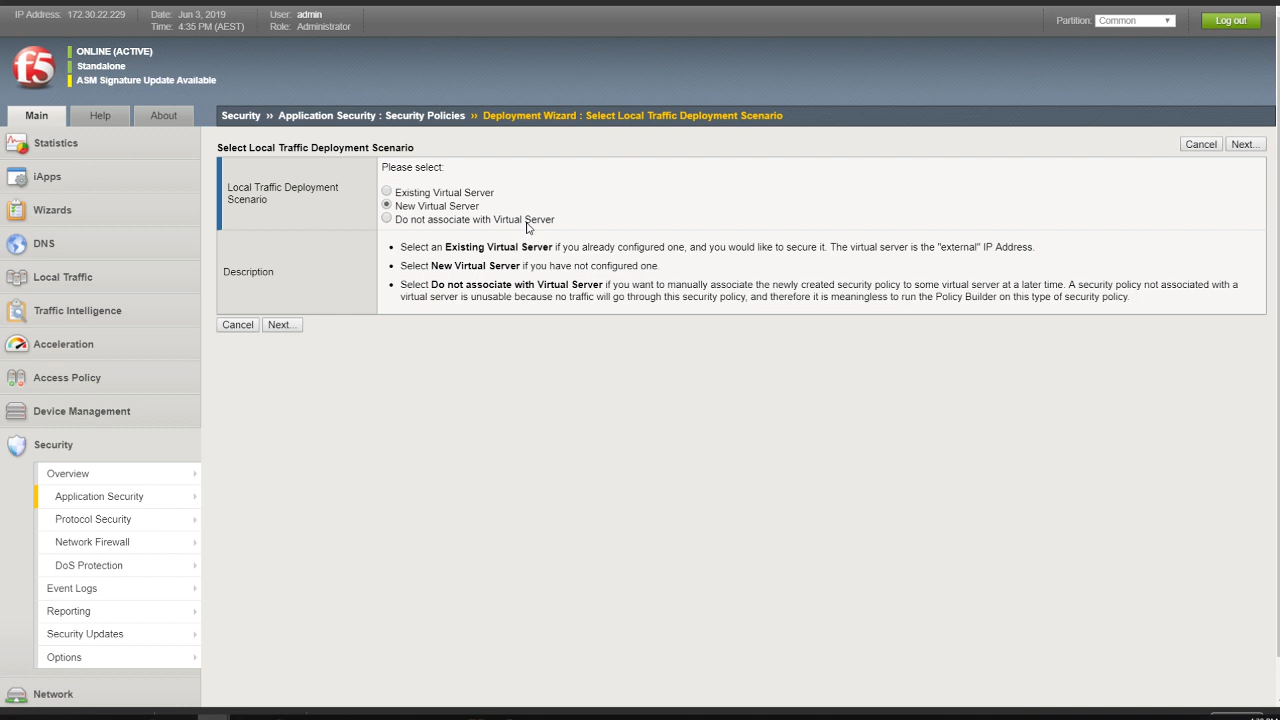 IP Address: 172.30.22.229 Date: Jun 3, 2019 User: admin
Time: 4:35 PM (AEST) Role: Administrator
Partition: Common Log out
f5
ONLINE (ACTIVE)
Standalone
ASM Signature Update Available
Main Help About
Security ›› Application Security : Security Policies ›› Deployment Wizard : Select Local Traffic Deployment Scenario
Statistics
iApps
Wizards
DNS
Local Traffic
Traffic Intelligence
Acceleration
Access Policy
Device Management
Security
Overview
Application Security
Protocol Security
Network Firewall
DoS Protection
Event Logs
Reporting
Security Updates
Options
Network
Select Local Traffic Deployment Scenario
Cancel Next...
Local Traffic Deployment
Scenario
Please select:
Existing Virtual Server
New Virtual Server
Do not associate with Virtual Server
Description
• Select an Existing Virtual Server if you already configured one, and you would like to secure it. The virtual server is the "external" IP Address.
• Select New Virtual Server if you have not configured one.
• Select Do not associate with Virtual Server if you want to manually associate the newly created security policy to some virtual server at a later time. A security policy not associated with a
virtual server is unusable because no traffic will go through this security policy, and therefore it is meaningless to run the Policy Builder on this type of security policy.
Cancel Next...